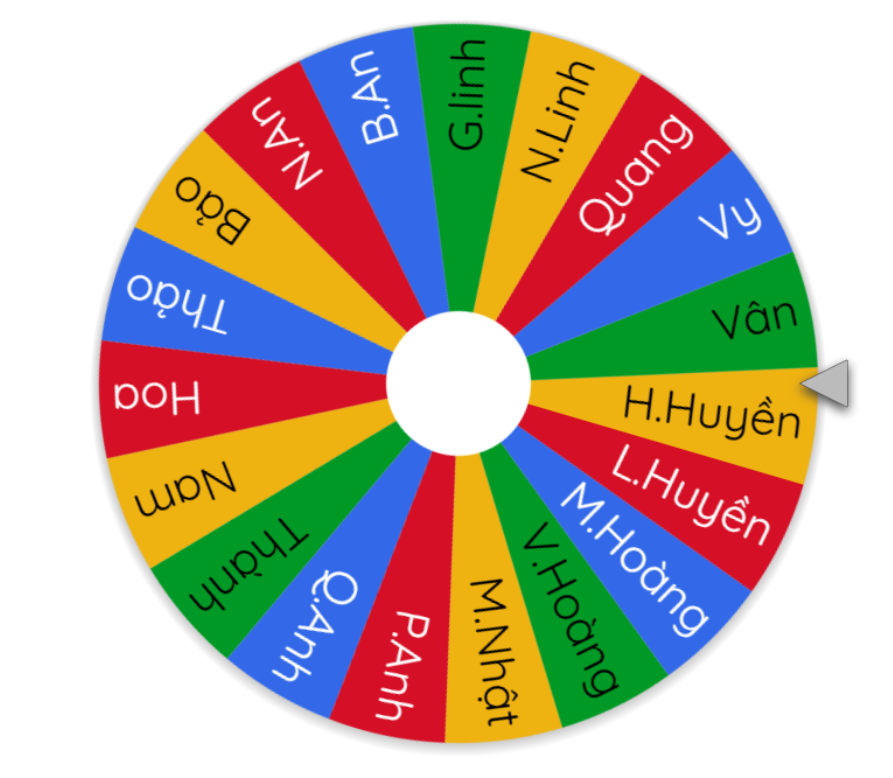 G.linh
N.Linh
Quang
Vy
Vân
H.Huyền
L.Huyền
M.Hoàng
V.Hoàng
M.Nhật
P.Anh
Q.Anh
Thành
Nam
Hoa
Thảo
Bảo
N.An
B.An